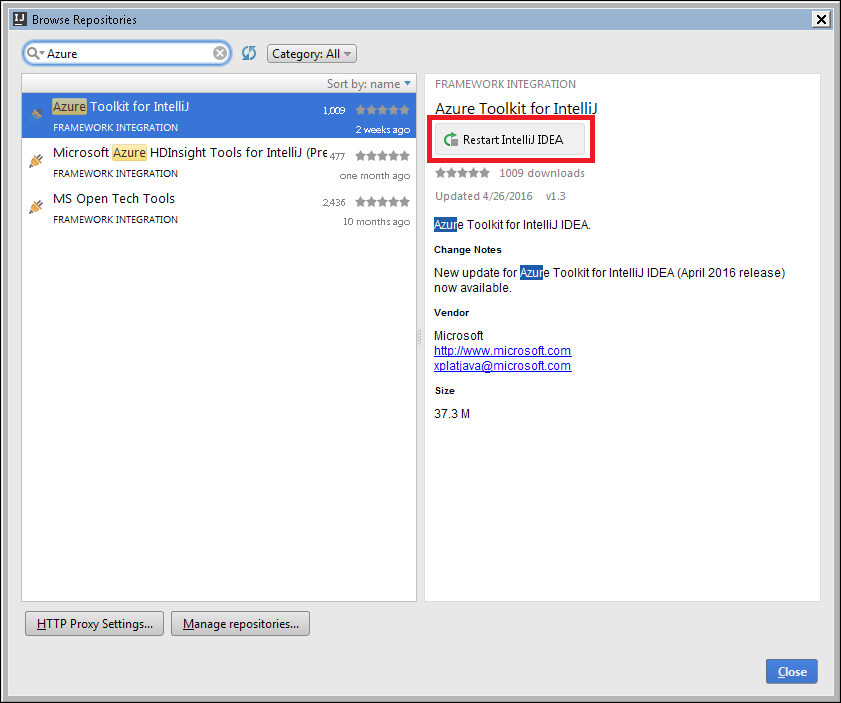 IJ Browse Repositories
Azure
Category: All
Sort by: name
Azure Toolkit for IntelliJ 1,009
FRAMEWORK INTEGRATION 2 weeks ago
Microsoft Azure HDInsight Tools for IntelliJ (Pre 477
FRAMEWORK INTEGRATION one month ago
MS Open Tech Tools 2,436
FRAMEWORK INTEGRATION 10 months ago
FRAMEWORK INTEGRATION
Azure Toolkit for IntelliJ
Restart IntelliJ IDEA
1009 downloads
Updated 4/26/2016 v1.3
Azure Toolkit for IntelliJ IDEA.
Change Notes
New update for Azure Toolkit for IntelliJ IDEA (April 2016 release)
now available.
Vendor
Microsoft
http://www.microsoft.com
xplatjava@microsoft.com
Size
37.3 M
HTTP Proxy Settings...
Manage repositories...
Close